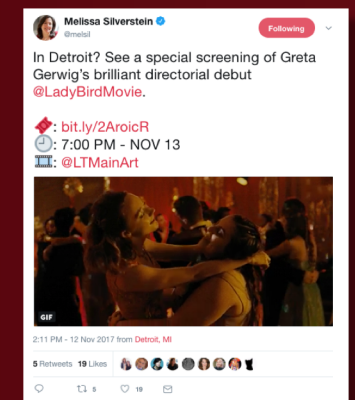 Melissa Silverstein
@melsil
Following
In Detroit? See a special screening of Greta
Gerwig's brilliant directorial debut
@LadyBirdMovie.
: bit.ly/2AroicR
: 7:00 PM - NOV 13
: @LTMainArt
GIF
2:11 PM - 12 Nov 2017 from Detroit, MI
5 Retweets 19 Likes
5 19